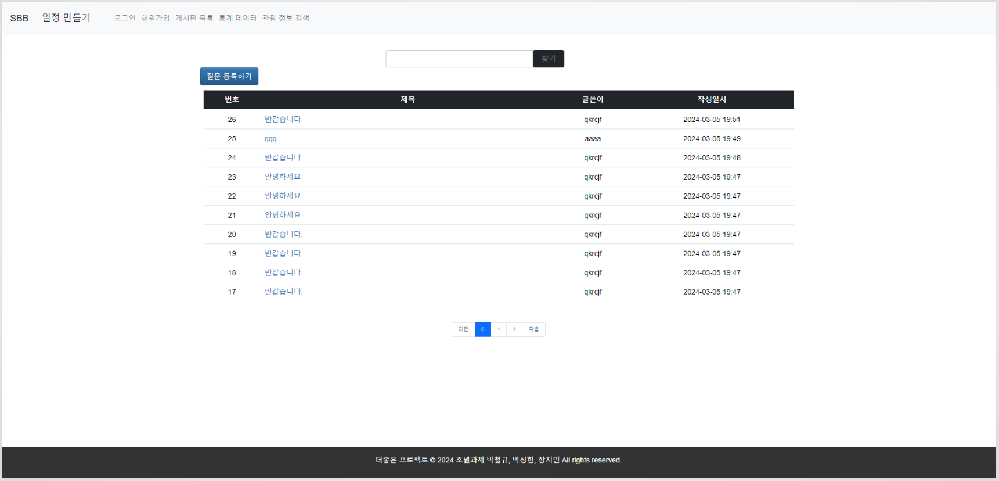 SBB 일정 만들기 로그인 회원가입 게시판 목록 통계 데이터 관광 정보 검색
찾기
질문 등록하기
번호 제목 글쓴이 작성일시
26 반갑습니다 qkrcjf 2024-03-05 19:51
25 qqq aaaa 2024-03-05 19:49
24 반갑습니다. qkrcjf 2024-03-05 19:48
23 안녕하세요 qkrcjf 2024-03-05 19:47
22 안녕하세요 qkrcjf 2024-03-05 19:47
21 안녕하세요 qkrcjf 2024-03-05 19:47
20 반갑습니다. qkrcjf 2024-03-05 19:47
19 반갑습니다. qkrcjf 2024-03-05 19:47
18 반갑습니다. qkrcjf 2024-03-05 19:47
17 반갑습니다. qkrcjf 2024-03-05 19:47
이전 0 1 2 다음
더좋은 프로젝트 © 2024 조별과제 박철규, 박성헌, 장지민 All rights reserved.